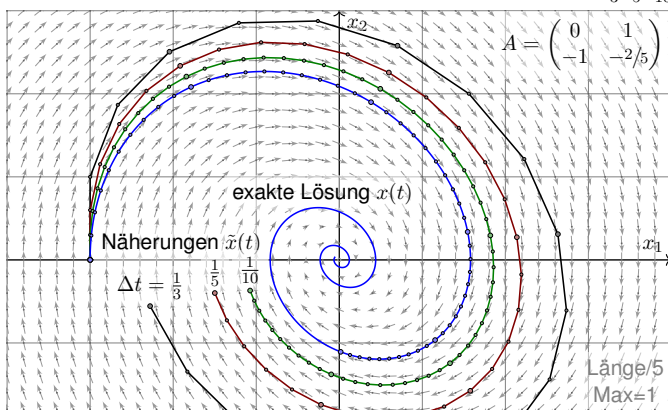 x₂
A = ( 0 1
−1 −2/5 )
exakte Lösung x(t)
Näherungen x̃(t)
x₁
Δt = 1/3 1/5 1/10
Länge/5
Max=1